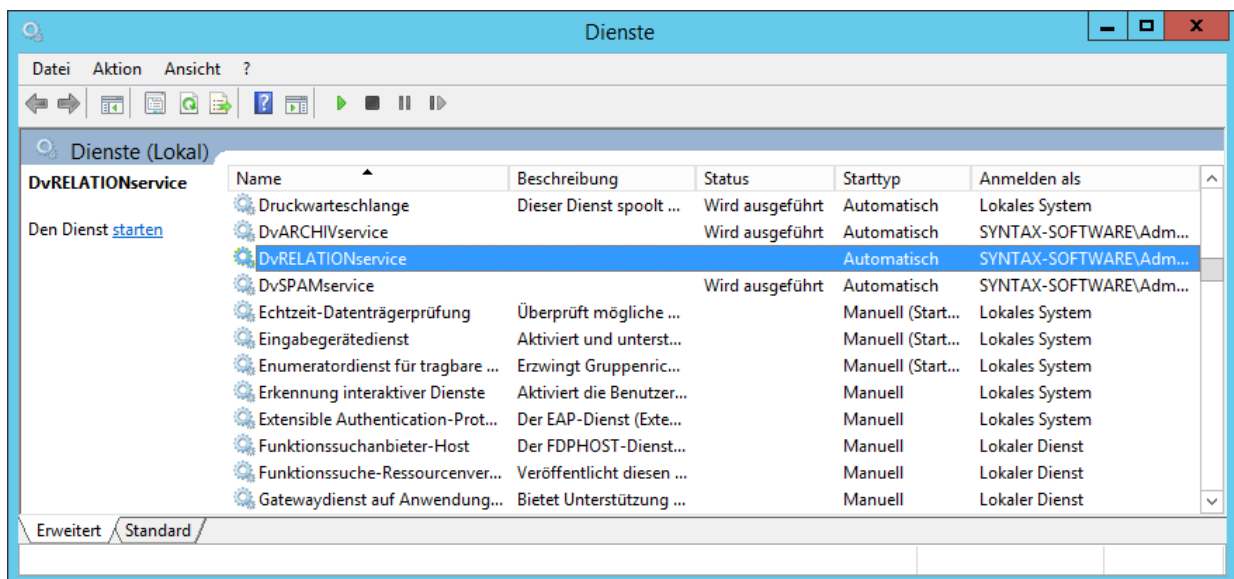 Dienste
Datei Aktion Ansicht ?
Dienste (Lokal)
DvRELATIONservice
Den Dienst starten
Name Beschreibung Status Starttyp Anmelden als
Druckwarteschlange Dieser Dienst spoolt ... Wird ausgeführt Automatisch Lokales System
DvARCHIVservice Wird ausgeführt Automatisch SYNTAX-SOFTWARE\Adm...
DvRELATIONservice Automatisch SYNTAX-SOFTWARE\Adm...
DvSPAMservice Wird ausgeführt Automatisch SYNTAX-SOFTWARE\Adm...
Echtzeit-Datenträgerprüfung Überprüft mögliche ... Manuell (Start... Lokales System
Eingabegerätedienst Aktiviert und unterst... Manuell (Start... Lokales System
Enumeratordienst für tragbare ... Erzwingt Gruppenric... Manuell (Start... Lokales System
Erkennung interaktiver Dienste Aktiviert die Benutzer... Manuell Lokales System
Extensible Authentication-Prot... Der EAP-Dienst (Exte... Manuell Lokales System
Funktionssuchanbieter-Host Der FDPHOST-Dienst... Manuell Lokaler Dienst
Funktionssuche-Ressourcenver... Veröffentlicht diesen ... Manuell Lokaler Dienst
Gatewaydienst auf Anwendung... Bietet Unterstützung ... Manuell Lokaler Dienst
Erweitert Standard